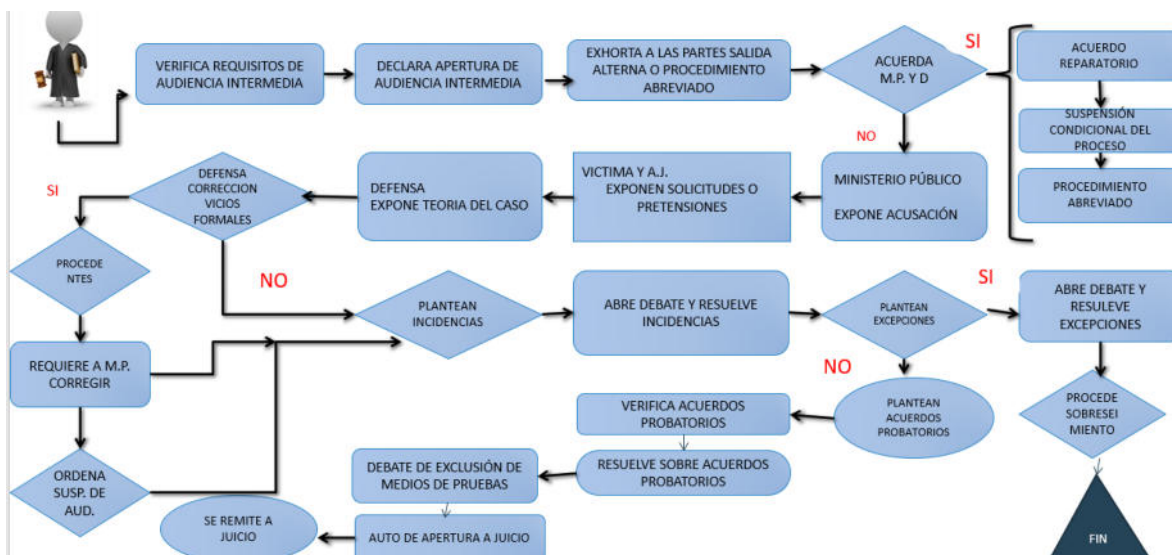 VERIFICA REQUISITOS DE
AUDIENCIA INTERMEDIA
DECLARA APERTURA DE
AUDIENCIA INTERMEDIA
EXHORTA A LAS PARTES SALIDA
ALTERNA O PROCEDIMIENTO
ABREVIADO
ACUERDA
M.P. Y D
SI
ACUERDO
REPARATORIO
SUSPENSIÓN
CONDICIONAL DEL
PROCESO
PROCEDIMIENTO
ABREVIADO
NO
MINISTERIO PÚBLICO
EXPONE ACUSACIÓN
VICTIMA Y A.J.
EXPONEN SOLICITUDES O
PRETENSIONES
DEFENSA
EXPONE TEORIA DEL CASO
DEFENSA
CORRECCION
VICIOS
FORMALES
SI
PROCEDE
NTES
NO
REQUIERE A M.P.
CORREGIR
ORDENA
SUSP. DE
AUD.
PLANTEAN
INCIDENCIAS
ABRE DEBATE Y RESUELVE
INCIDENCIAS
PLANTEAN
EXCEPCIONES
SI
ABRE DEBATE Y
RESULEVE
EXCEPCIONES
PROCEDE
SOBRESEI
MIENTO
FIN
NO
PLANTEAN
ACUERDOS
PROBATORIOS
VERIFICA ACUERDOS
PROBATORIOS
RESUELVE SOBRE ACUERDOS
PROBATORIOS
DEBATE DE EXCLUSIÓN DE
MEDIOS DE PRUEBAS
AUTO DE APERTURA A JUICIO
SE REMITE A
JUICIO